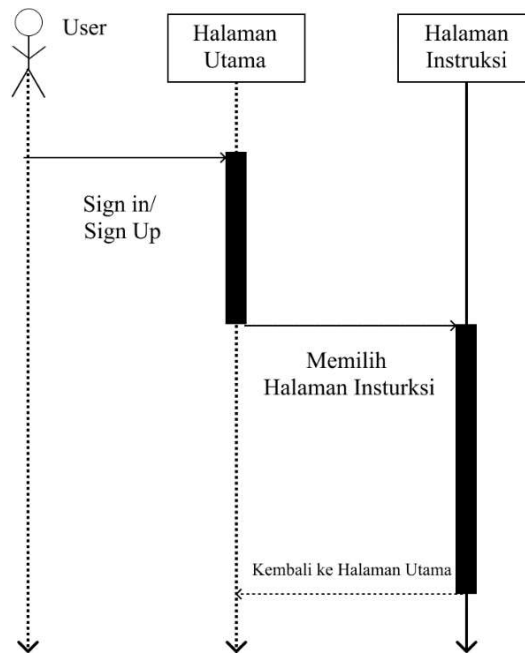 User
Halaman
Utama
Halaman
Instruksi
Sign in/
Sign Up
Memilih
Halaman Insturksi
Kembali ke Halaman Utama